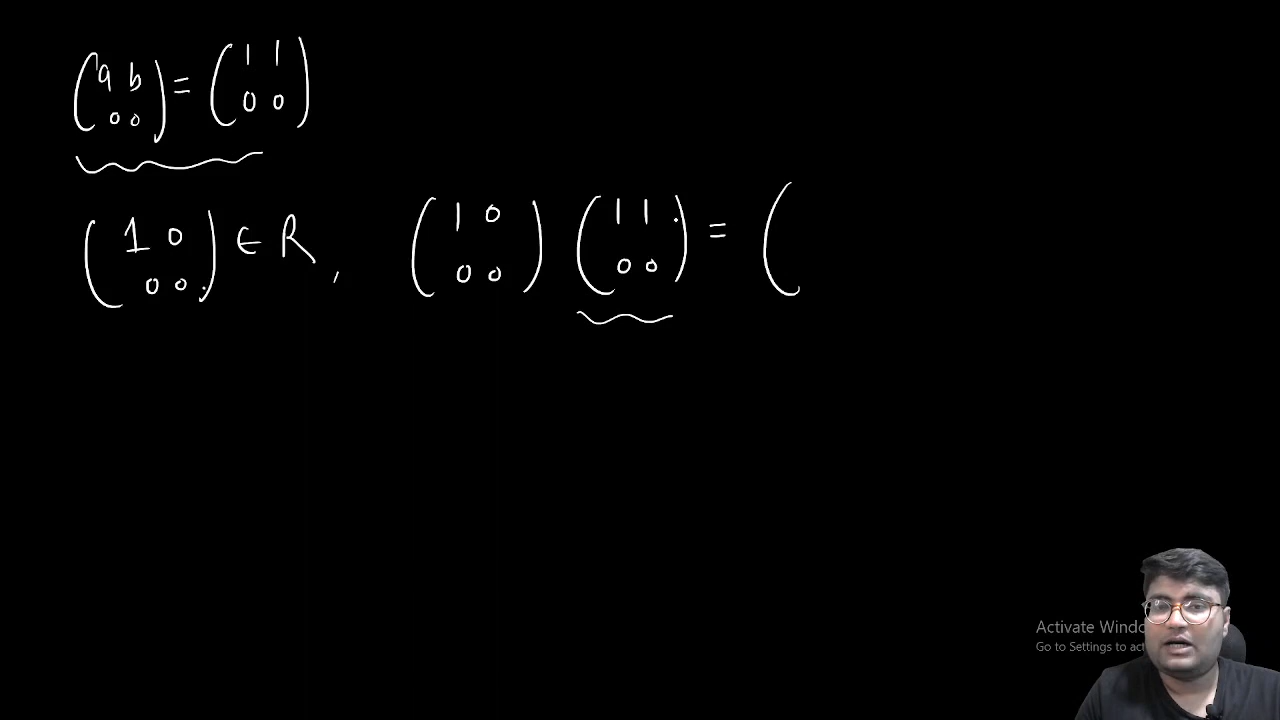 (a b = (1 1
0 0) 0 0)
(1 0 ∈ R, (1 0 (1 1 = (
0 0) 0 0) 0 0)
Activate Windo
Go to Settings to act